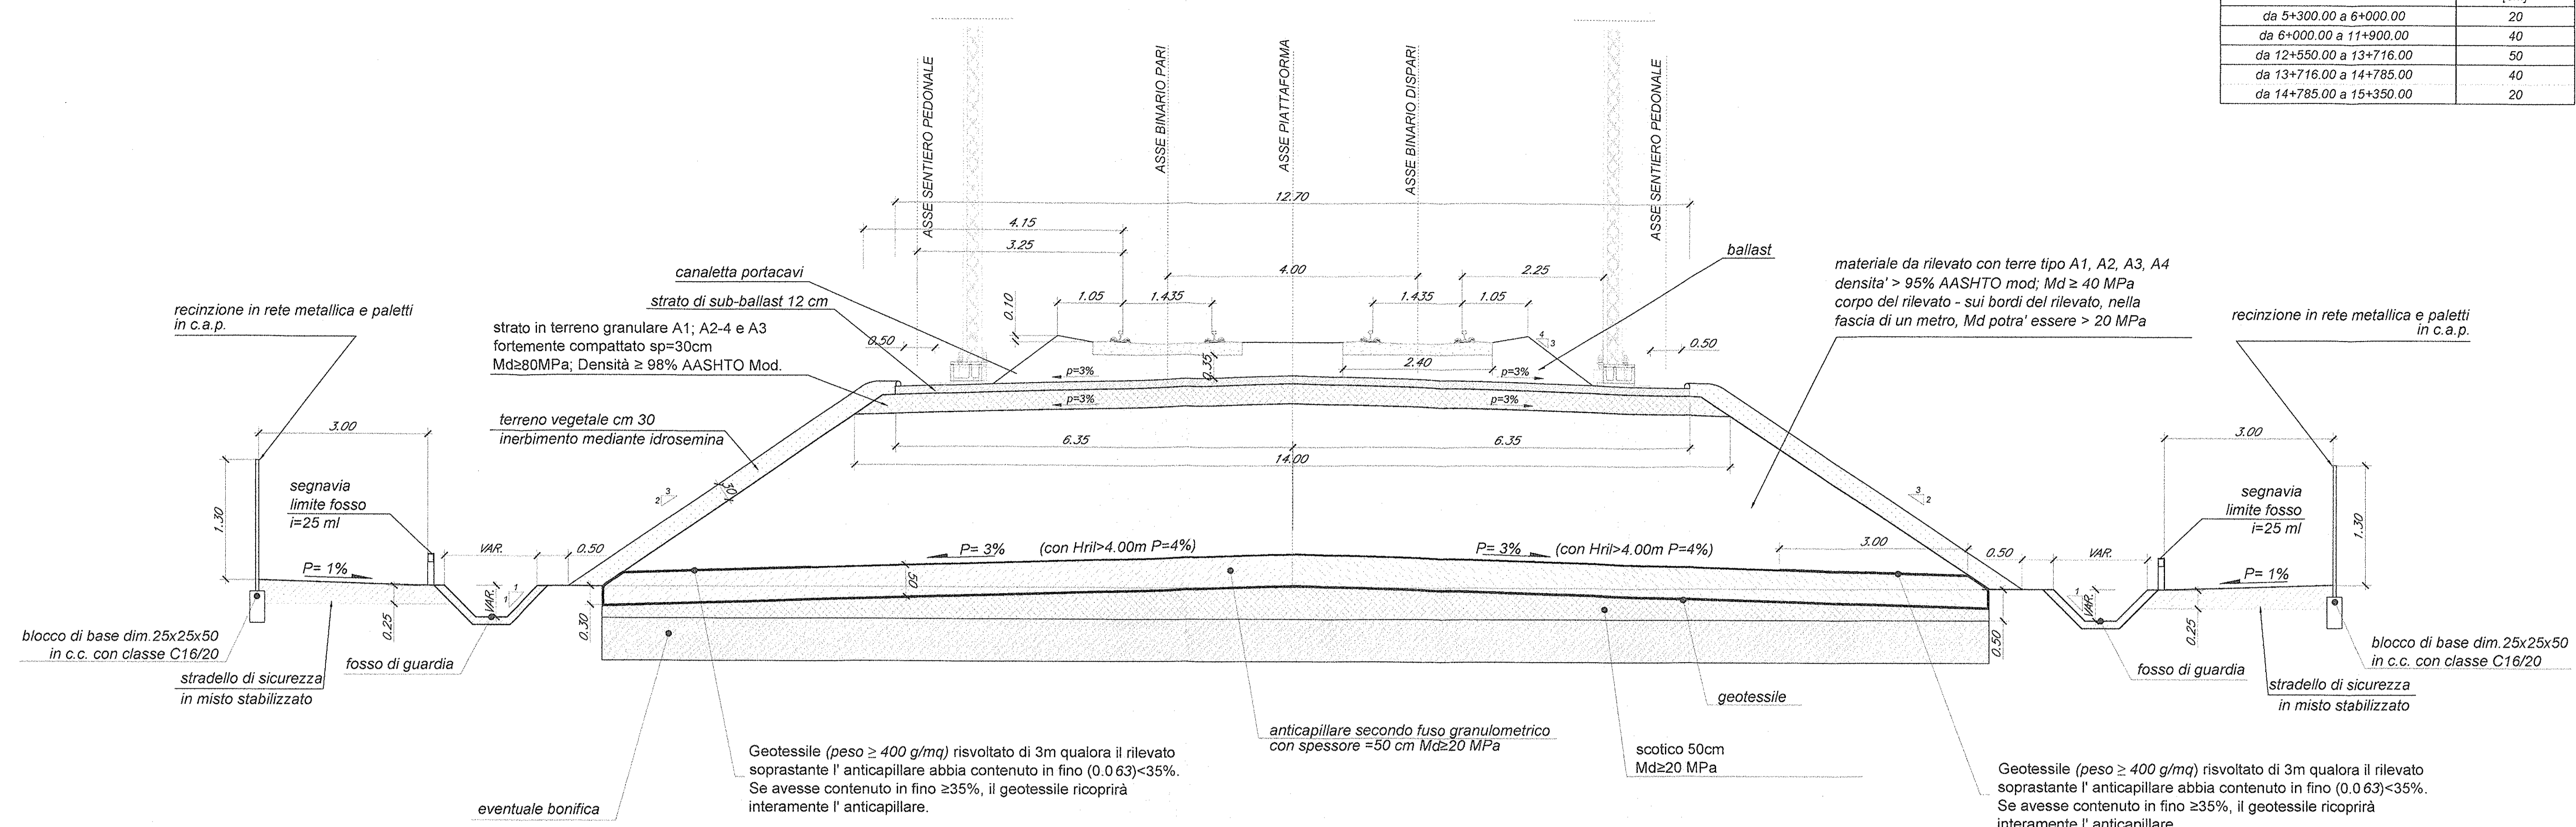 da 5+300.00 a 6+000.00 20
da 6+000.00 a 11+900.00 40
da 12+550.00 a 13+716.00 50
da 13+716.00 a 14+785.00 40
da 14+785.00 a 15+350.00 20
ASSE SENTIERO PEDONALE
ASSE BINARIO PARI
ASSE PIATTAFORMA
ASSE BINARIO DISPARI
ASSE SENTIERO PEDONALE
12.70
4.15
3.25
4.00
2.25
1.05
1.435
1.435
1.05
0.10
0.50
0.50
4
3
0.35
2.40
p=3%
p=3%
p=3%
p=3%
6.35
6.35
14.00
canaletta portacavi
strato di sub-ballast 12 cm
strato in terreno granulare A1; A2-4 e A3
fortemente compattato sp=30cm
Md≥80MPa; Densità ≥ 98% AASHTO Mod.
terreno vegetale cm 30
inerbimento mediante idrosemina
ballast
materiale da rilevato con terre tipo A1, A2, A3, A4
densita' > 95% AASHTO mod; Md ≥ 40 MPa
corpo del rilevato - sui bordi del rilevato, nella
fascia di un metro, Md potra' essere > 20 MPa
recinzione in rete metallica e paletti
in c.a.p.
recinzione in rete metallica e paletti
in c.a.p.
3.00
1.30
segnavia
limite fosso
i=25 ml
P= 1%
VAR.
0.50
VAR.
1
1
0.25
0.30
2
3
30
50
P= 3% (con Hril>4.00m P=4%)
P= 3% (con Hril>4.00m P=4%)
3.00
3
2
0.50
VAR.
1
VAR.
0.50
0.25
3.00
1.30
segnavia
limite fosso
i=25 ml
P= 1%
blocco di base dim.25x25x50
in c.c. con classe C16/20
stradello di sicurezza
in misto stabilizzato
fosso di guardia
eventuale bonifica
Geotessile (peso ≥ 400 g/mq) risvoltato di 3m qualora il rilevato
soprastante l' anticapillare abbia contenuto in fino (0.063)<35%.
Se avesse contenuto in fino ≥35%, il geotessile ricoprirà
interamente l' anticapillare.
anticapillare secondo fuso granulometrico
con spessore =50 cm Md≥20 MPa
scotico 50cm
Md≥20 MPa
geotessile
fosso di guardia
blocco di base dim.25x25x50
in c.c. con classe C16/20
stradello di sicurezza
in misto stabilizzato
Geotessile (peso ≥ 400 g/mq) risvoltato di 3m qualora il rilevato
soprastante l' anticapillare abbia contenuto in fino (0.063)<35%.
Se avesse contenuto in fino ≥35%, il geotessile ricoprirà
interamente l' anticapillare